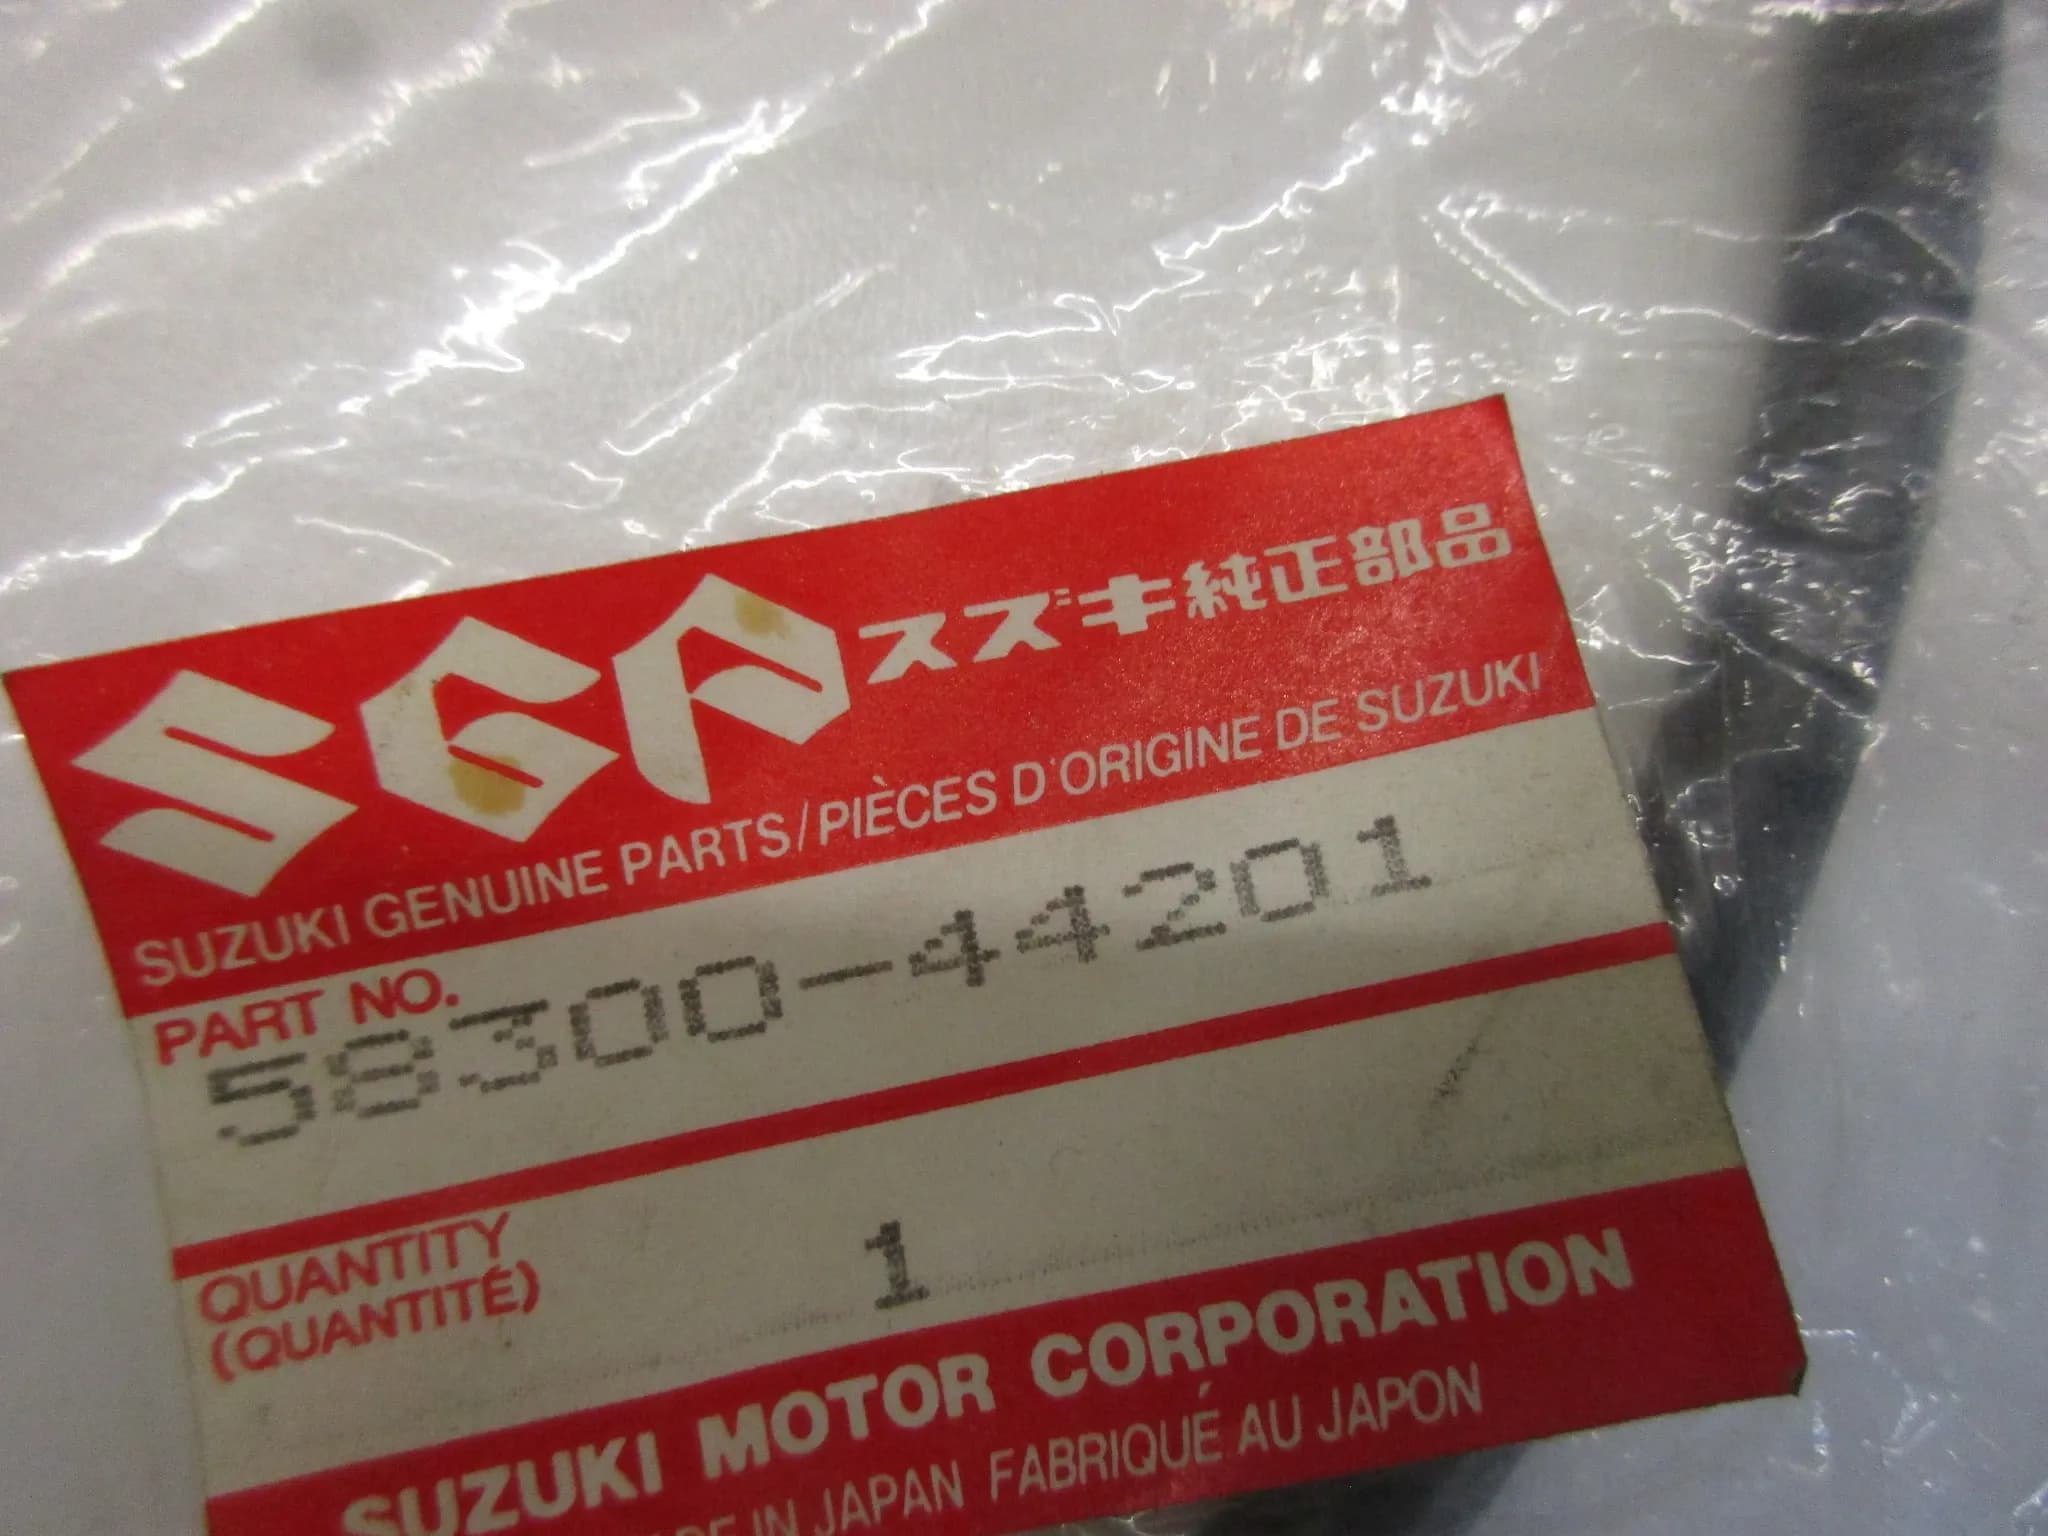 SGP スズキ純正部品
SUZUKI GENUINE PARTS/PIÈCES D'ORIGINE DE SUZUKI
PART NO.
58300-44201
QUANTITY
(QUANTITÉ)
1
SUZUKI MOTOR CORPORATION
IN JAPAN FABRIQUÉ AU JAPON